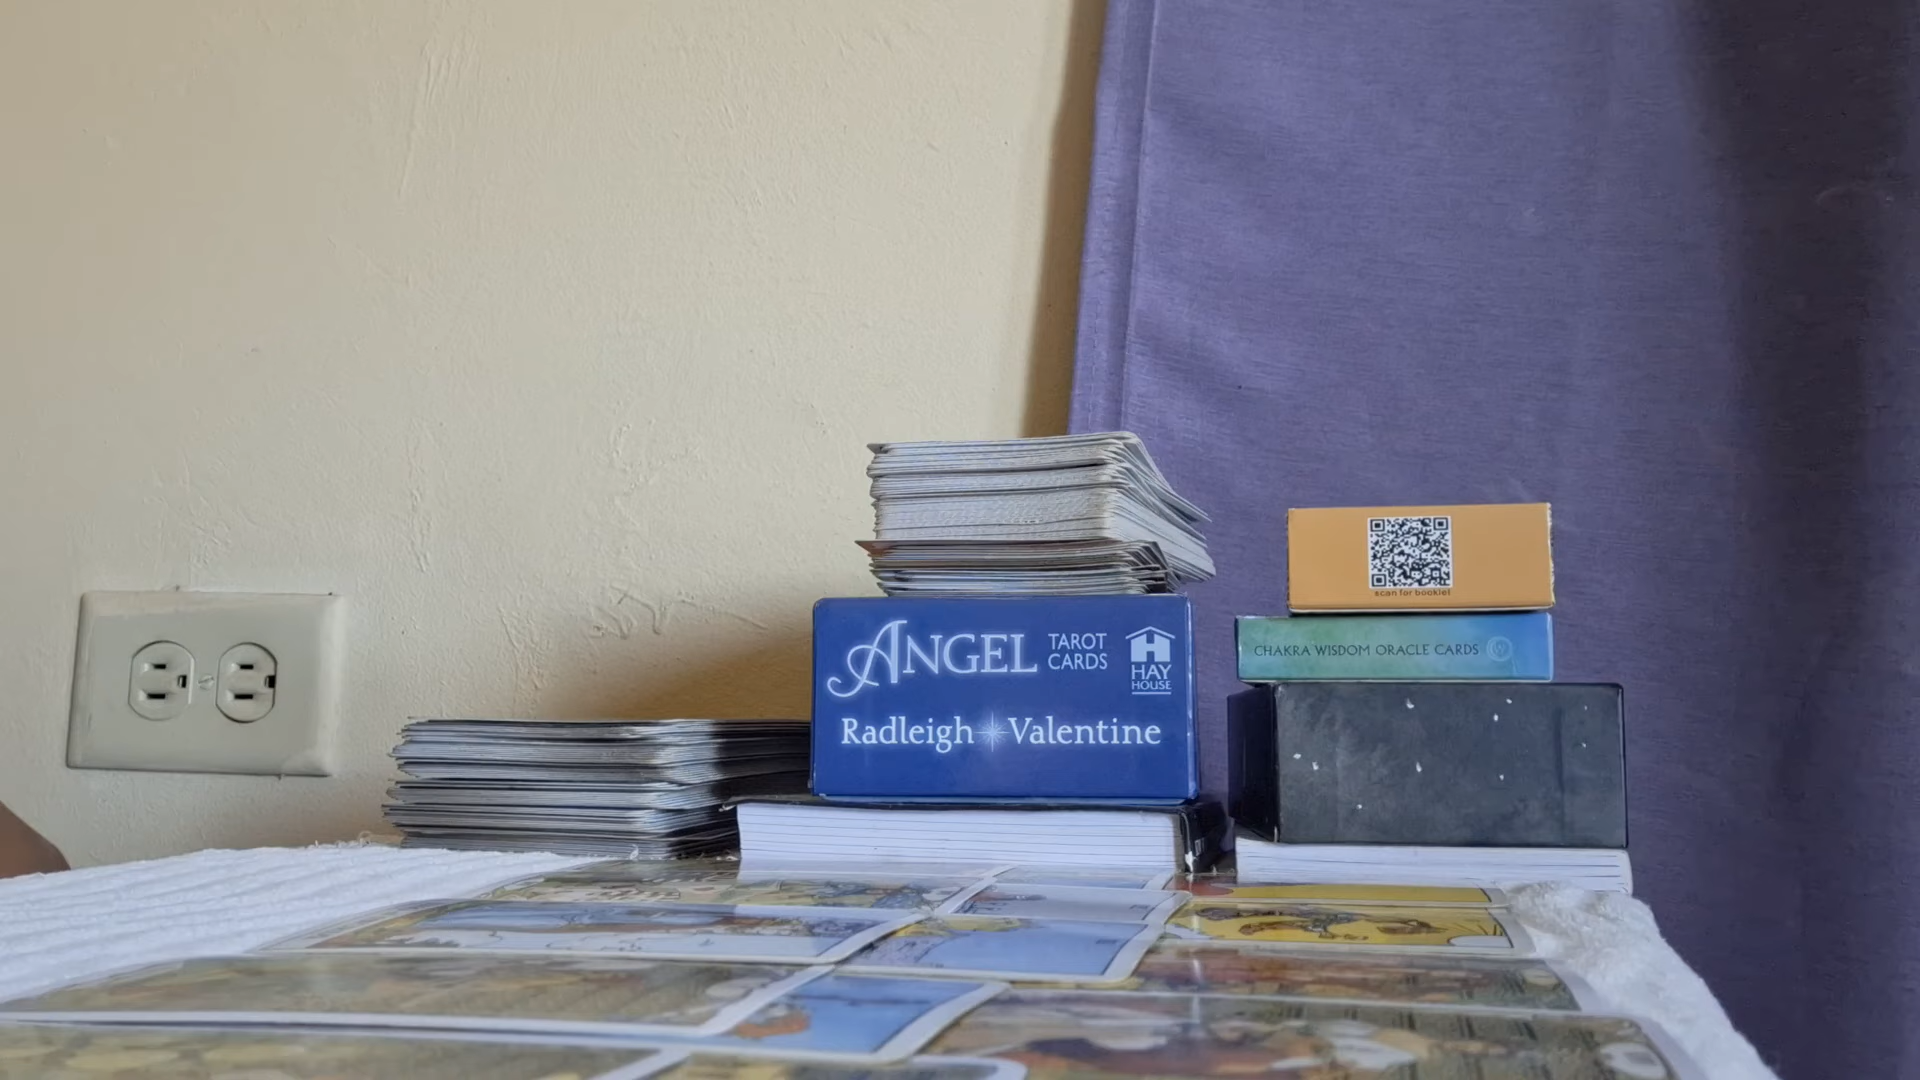 ANGEL TAROT CARDS
HAY HOUSE
Radleigh Valentine
scan for booklet
CHAKRA WISDOM ORACLE CARDS